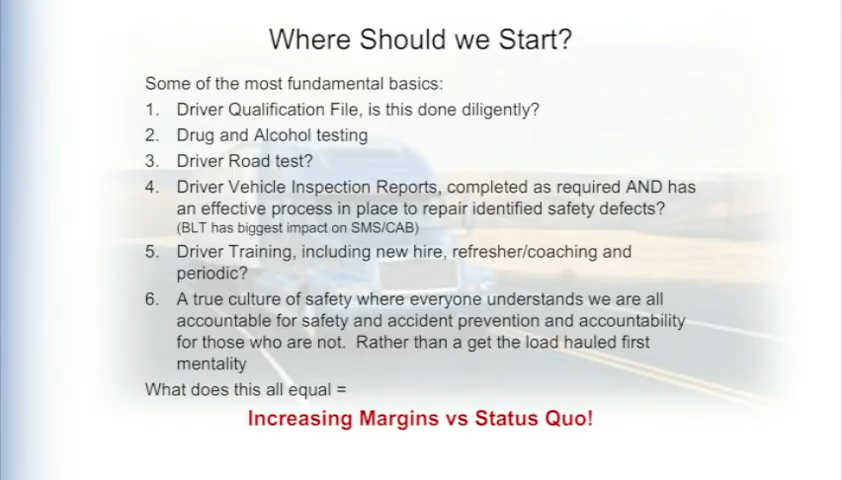 Where Should we Start?
Some of the most fundamental basics:
1. Driver Qualification File, is this done diligently?
2. Drug and Alcohol testing
3. Driver Road test?
4. Driver Vehicle Inspection Reports, completed as required AND has
an effective process in place to repair identified safety defects?
(BLT has biggest impact on SMS/CAB)
5. Driver Training, including new hire, refresher/coaching and
periodic?
6. A true culture of safety where everyone understands we are all
accountable for safety and accident prevention and accountability
for those who are not. Rather than a get the load hauled first
mentality
What does this all equal =
Increasing Margins vs Status Quo!